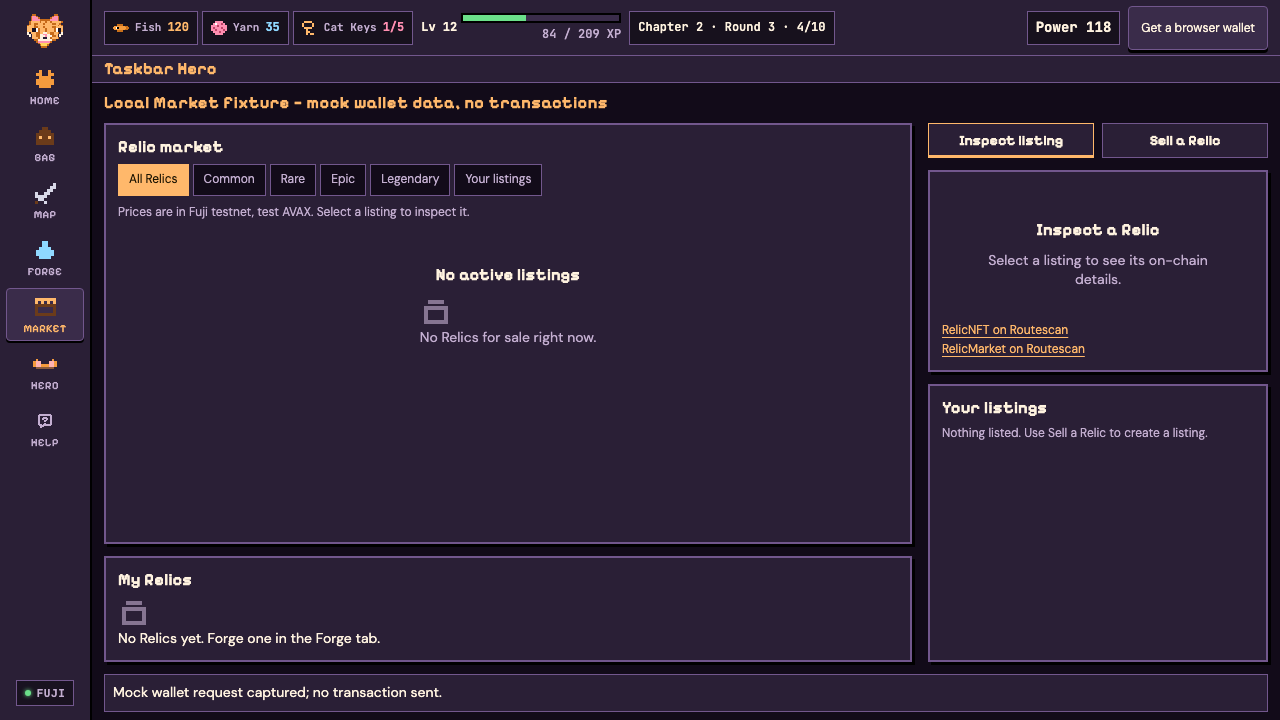 Fish 120
Yarn 35
Cat Keys 1/5
Lv 12
84 / 209 XP
Chapter 2 · Round 3 · 4/10
Power 118
Get a browser wallet
HOME
BAG
MAP
FORGE
MARKET
HERO
HELP
FUJI
Taskbar Hero
Local Market Fixture - mock wallet data, no transactions
Relic market
All Relics
Common
Rare
Epic
Legendary
Your listings
Prices are in Fuji testnet, test AVAX. Select a listing to inspect it.
No active listings
No Relics for sale right now.
My Relics
No Relics yet. Forge one in the Forge tab.
Inspect listing
Sell a Relic
Inspect a Relic
Select a listing to see its on-chain
details.
RelicNFT on Routescan
RelicMarket on Routescan
Your listings
Nothing listed. Use Sell a Relic to create a listing.
Mock wallet request captured; no transaction sent.